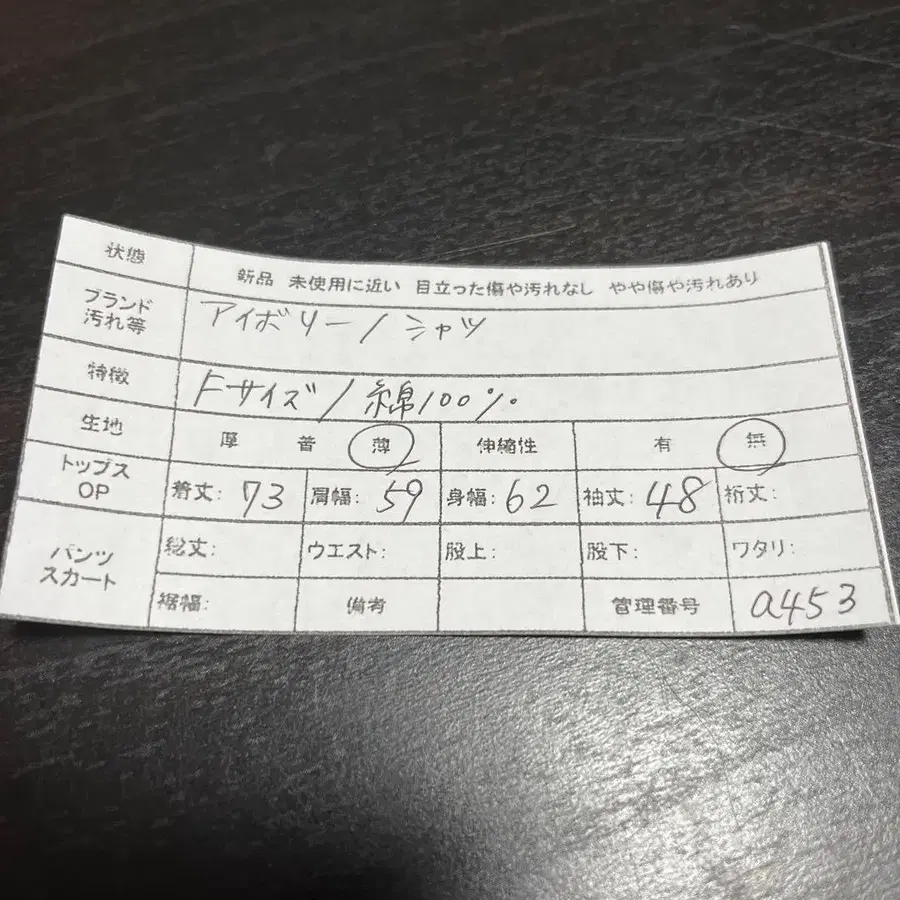 状態 新品 未使用に近い 目立った傷や汚れなし やや傷や汚れあり
ブランド
汚れ等 アイボリー/シャツ
特徴 Fサイズ/綿100%
生地 厚 普 薄 伸縮性 有 無
トップス
OP 着丈: 73 肩幅: 59 身幅: 62 袖丈: 48 裄丈:
パンツ
スカート 総丈: ウエスト: 股上: 股下: ワタリ:
裾幅: 備考 管理番号 a453